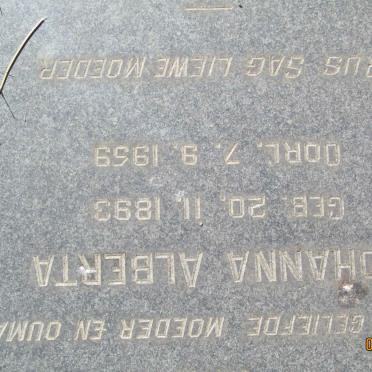 GELIEFDE MOEDER EN OUMA
OHANNA ALBERTA
GEB. 20. 11. 1893
OORL. 7. 9. 1959
RUS SAG LIEWE MOEDER